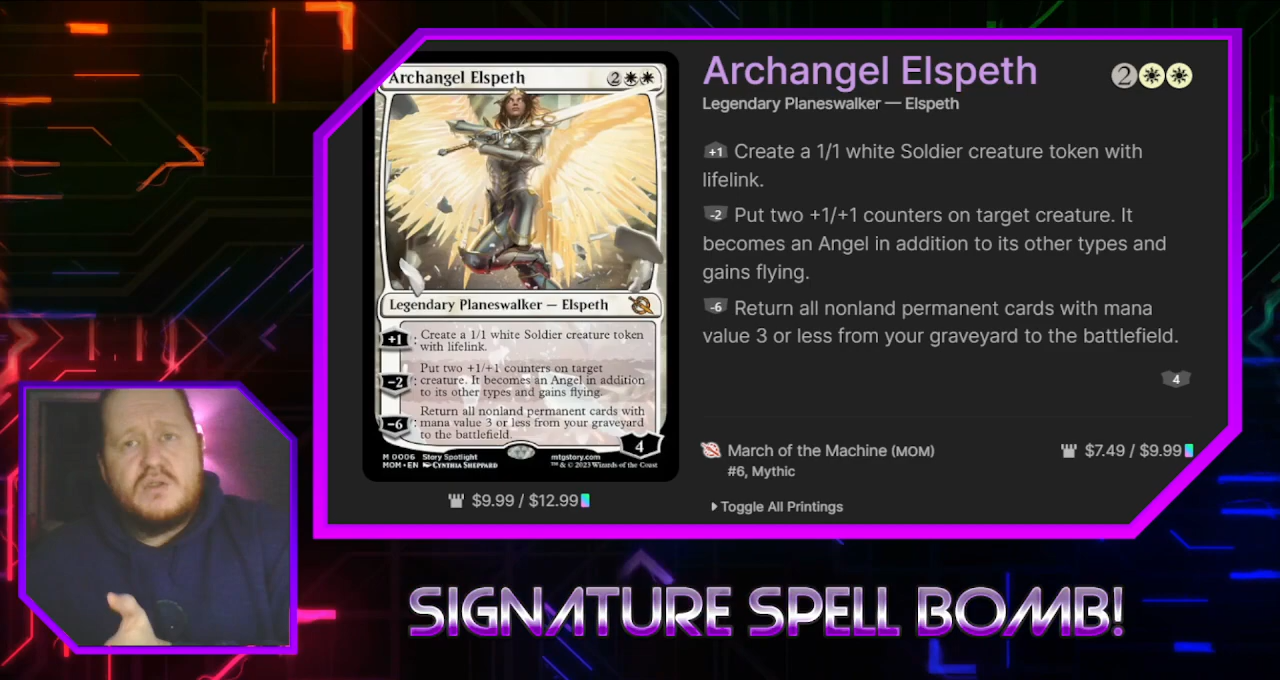 Archangel Elspeth 2
Legendary Planeswalker — Elspeth
+1: Create a 1/1 white Soldier creature token
with lifelink.
-2: Put two +1/+1 counters on target
creature. It becomes an Angel in addition
to its other types and gains flying.
-6: Return all nonland permanent cards with
mana value 3 or less from your graveyard
to the battlefield.
4
M 0006 Story Spotlight mtgstory.com
MOM • EN Cynthia Sheppard ™ & © 2023 Wizards of the Coast
$9.99 / $12.99
Archangel Elspeth 2
Legendary Planeswalker — Elspeth
+1 Create a 1/1 white Soldier creature token with
lifelink.
-2 Put two +1/+1 counters on target creature. It
becomes an Angel in addition to its other types and
gains flying.
-6 Return all nonland permanent cards with mana
value 3 or less from your graveyard to the battlefield.
4
March of the Machine (MOM) $7.49 / $9.99
#6, Mythic
Toggle All Printings
SIGNATURE SPELL BOMB!